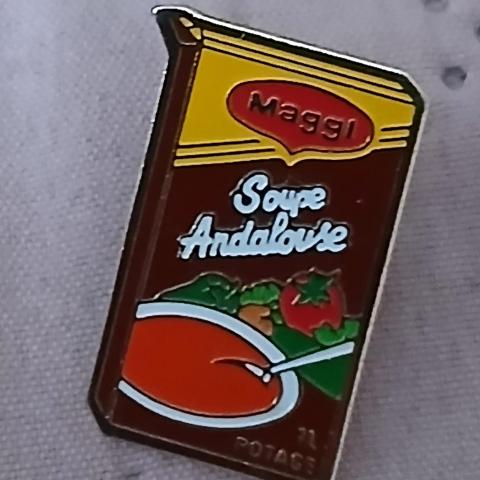 Maggi
Soupe
Andalouse
1L
POTAGE